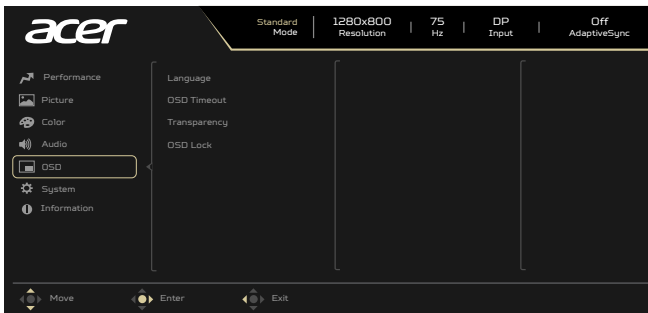 acer
Standard Mode
1280x800 Resolution
75 Hz
DP Input
Off AdaptiveSync
Performance
Picture
Color
Audio
OSD
System
Information
Language
OSD Timeout
Transparency
OSD Lock
Move
Enter
Exit